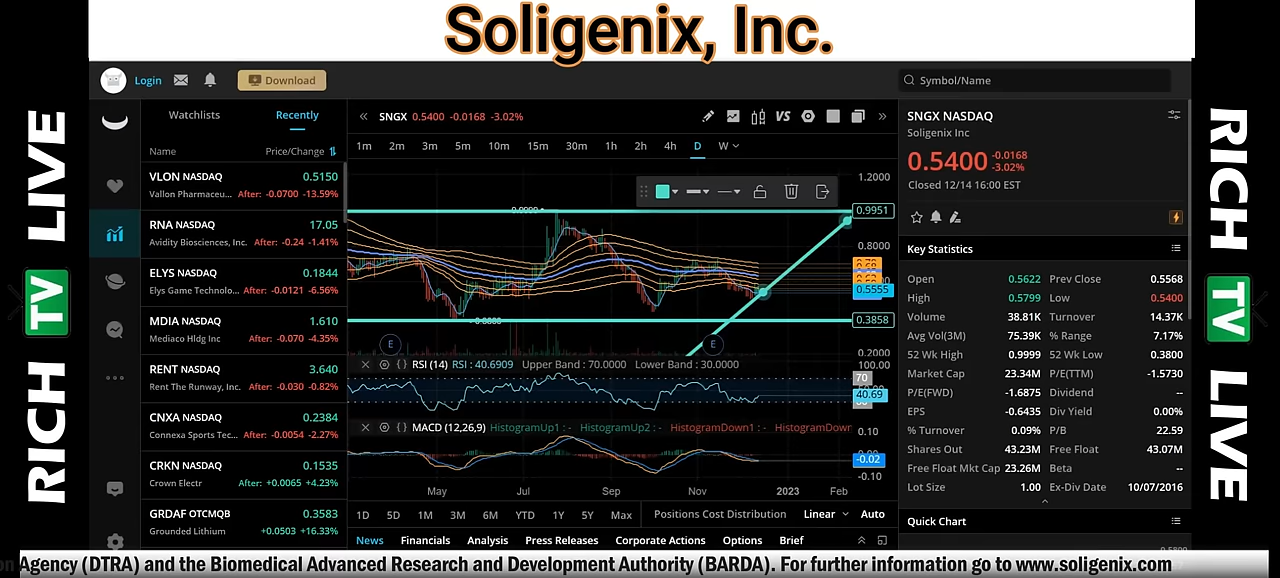 Soligenix, Inc.
RICH TV LIVE
RICH TV LIVE
Login
Download
Symbol/Name
Watchlists
Recently
Name
Price/Change
VLON NASDAQ 0.5150
Vallon Pharmaceu... After: -0.0700 -13.59%
RNA NASDAQ 17.05
Avidity Biosciences, Inc. After: -0.24 -1.41%
ELYS NASDAQ 0.1844
Elys Game Technolo... After: -0.0121 -6.56%
MDIA NASDAQ 1.610
Mediaco Hldg Inc After: -0.070 -4.35%
RENT NASDAQ 3.640
Rent The Runway, Inc. After: -0.030 -0.82%
CNXA NASDAQ 0.2384
Connexa Sports Tec... After: -0.0054 -2.27%
CRKN NASDAQ 0.1535
Crown Electr After: +0.0065 +4.23%
GRDAF OTCMQB 0.3583
Grounded Lithium +0.0503 +16.33%
SNGX 0.5400 -0.0168 -3.02%
VS
1m 2m 3m 5m 10m 15m 30m 1h 2h 4h D W
1.2000
0.9951
0.8000
0.5555
0.3858
0.2000
E
E
RSI (14) RSI : 40.6909 Upper Band : 70.0000 Lower Band : 30.0000
100.00
70
40.69
MACD (12,26,9) HistogramUp1 : - HistogramUp2 : - HistogramDown1 : - HistogramDowr
0.10
-0.02
-0.10
May Jul Sep Nov 2023 Feb
1D 5D 1M 3M 6M YTD 1Y 5Y Max Positions Cost Distribution Linear Auto
News Financials Analysis Press Releases Corporate Actions Options Brief
SNGX NASDAQ
Soligenix Inc
0.5400 -0.0168
-3.02%
Closed 12/14 16:00 EST
Key Statistics
Open 0.5622 Prev Close 0.5568
High 0.5799 Low 0.5400
Volume 38.81K Turnover 14.37K
Avg Vol(3M) 75.39K % Range 7.17%
52 Wk High 0.9999 52 Wk Low 0.3800
Market Cap 23.34M P/E(TTM) -1.5730
P/E(FWD) -1.6875 Dividend --
EPS -0.6435 Div Yield 0.00%
% Turnover 0.09% P/B 22.59
Shares Out 43.23M Free Float 43.07M
Free Float Mkt Cap 23.26M Beta --
Lot Size 1.00 Ex-Div Date 10/07/2016
Quick Chart
on Agency (DTRA) and the Biomedical Advanced Research and Development Authority (BARDA). For further information go to www.soligenix.com